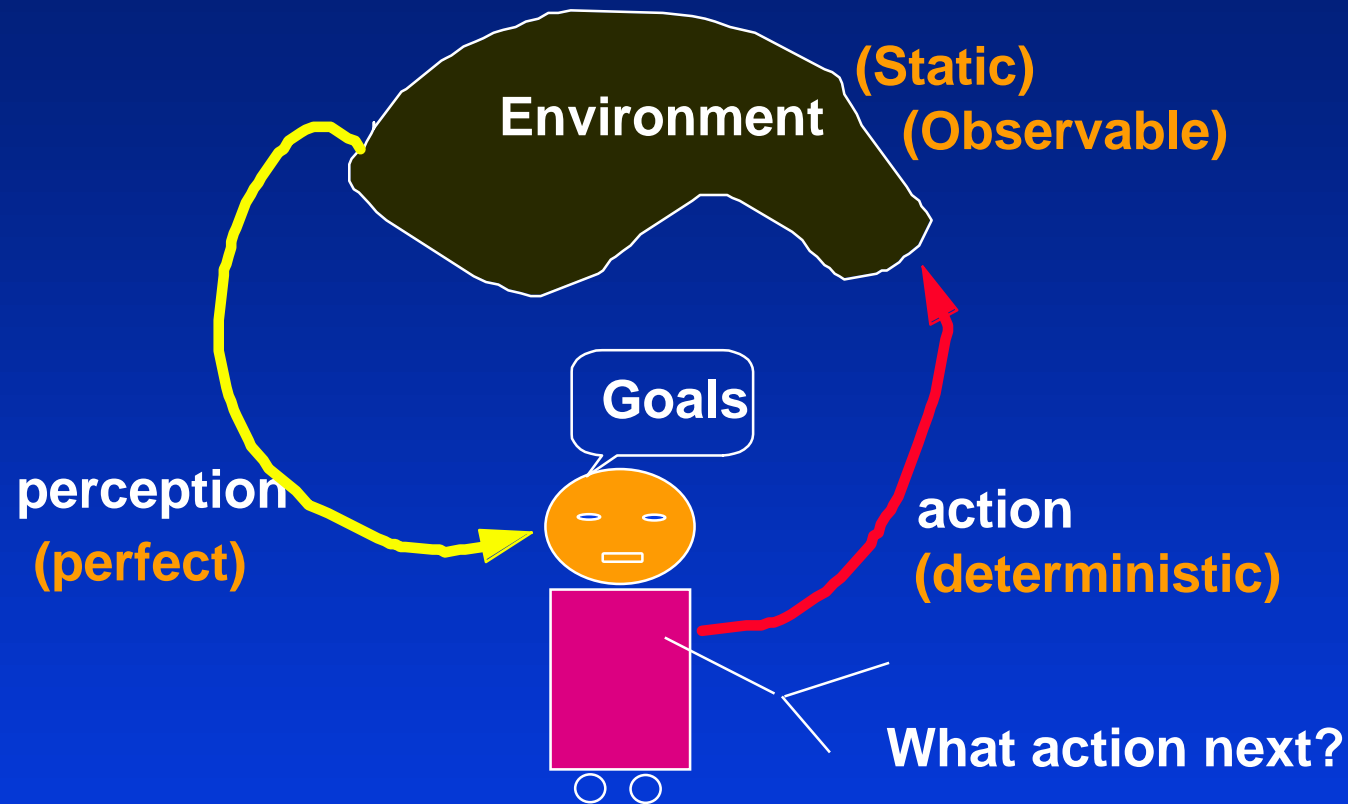 Environment
(Static)
(Observable)
Goals
perception
(perfect)
action
(deterministic)
What action next?